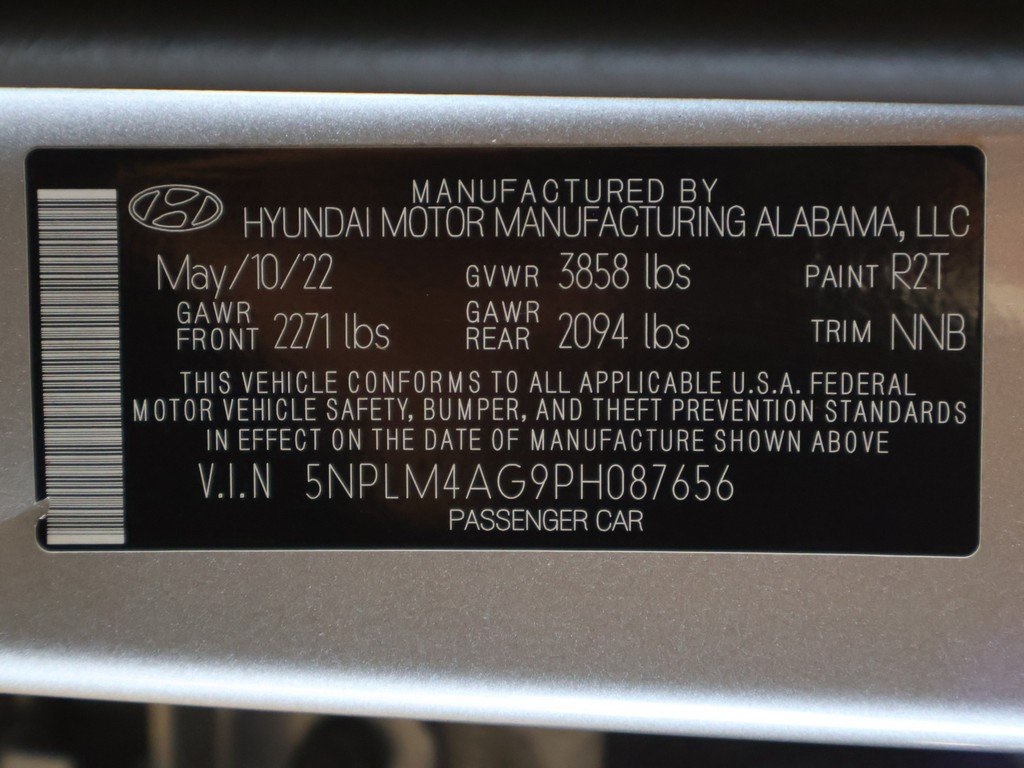 MANUFACTURED BY
HYUNDAI MOTOR MANUFACTURING ALABAMA, LLC
May/10/22 GVWR 3858 lbs PAINT R2T
GAWR FRONT 2271 lbs GAWR REAR 2094 lbs TRIM NNB
THIS VEHICLE CONFORMS TO ALL APPLICABLE U.S.A. FEDERAL
MOTOR VEHICLE SAFETY, BUMPER, AND THEFT PREVENTION STANDARDS
IN EFFECT ON THE DATE OF MANUFACTURE SHOWN ABOVE
V.I.N 5NPLM4AG9PH087656
PASSENGER CAR